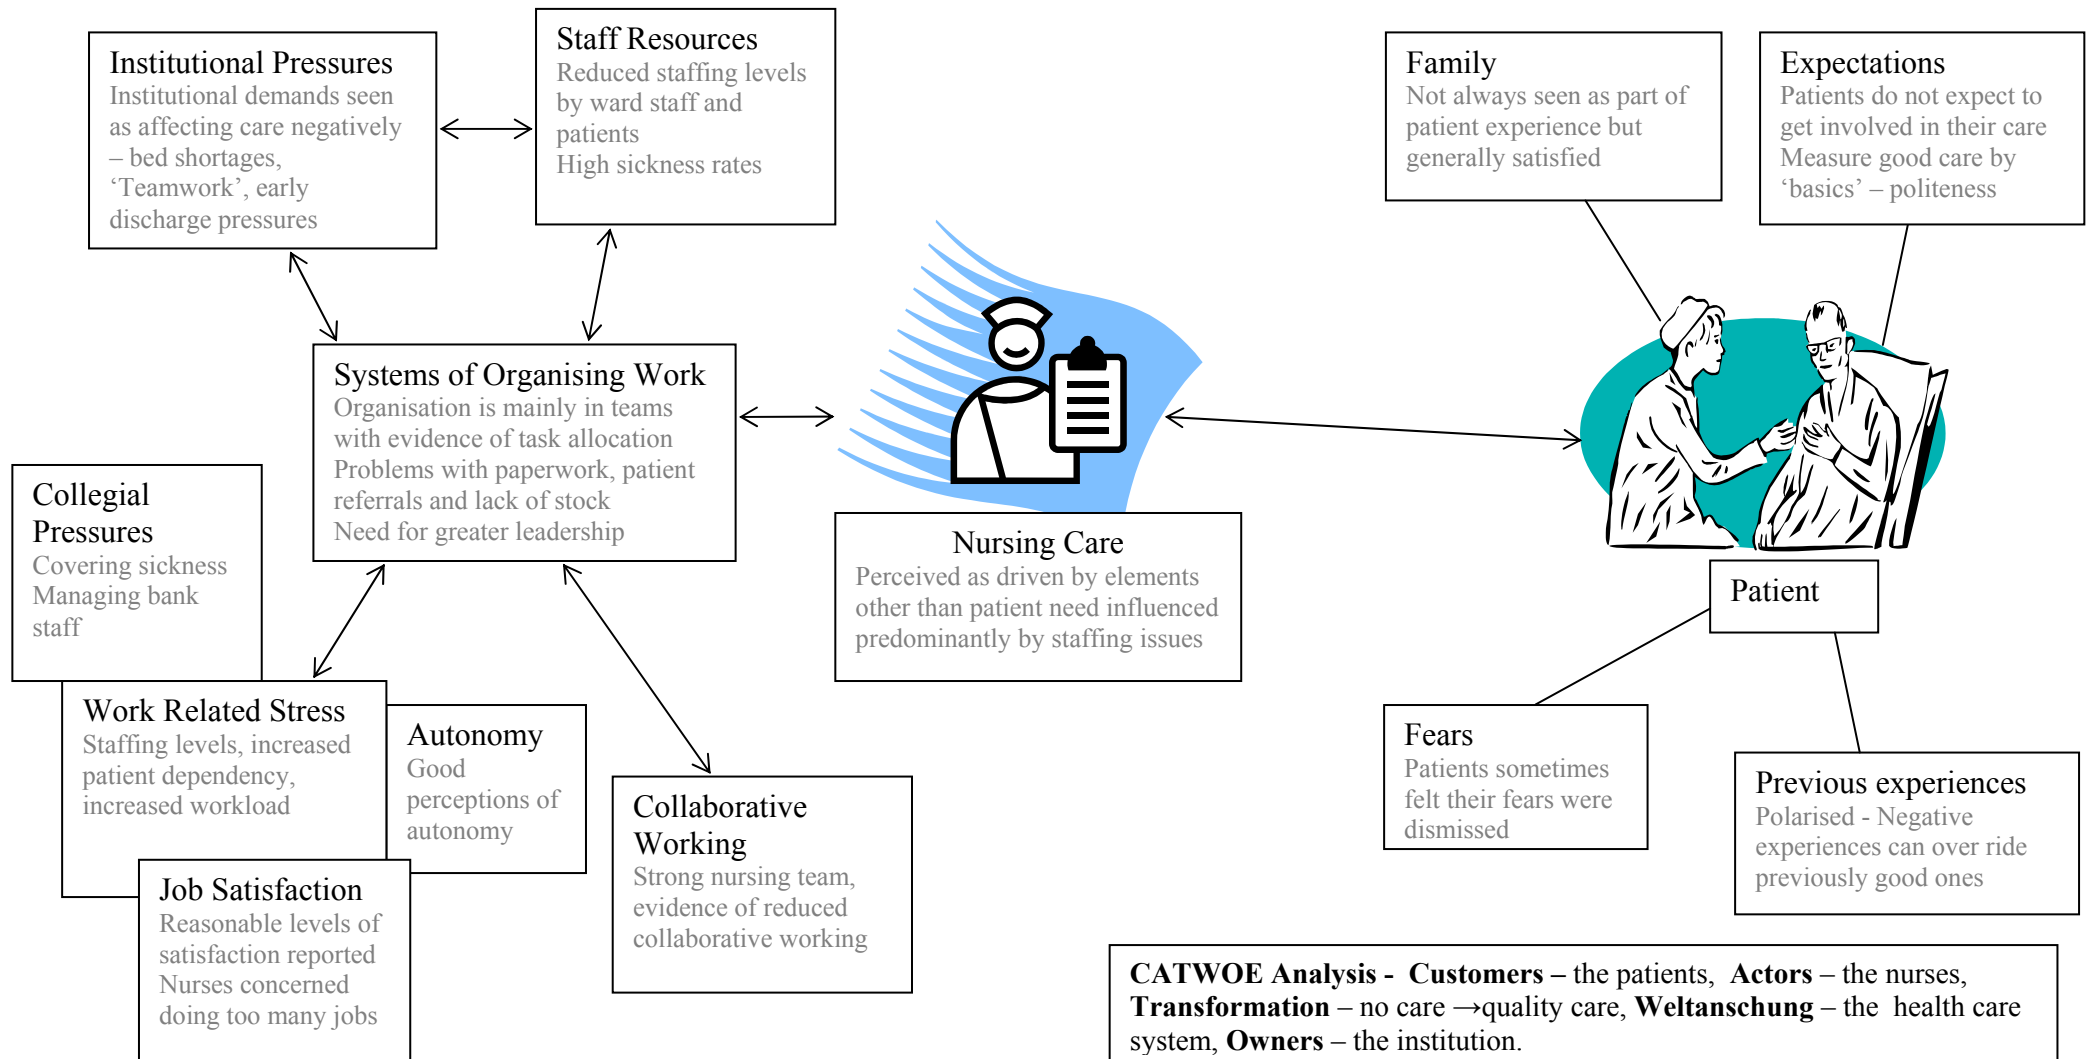 Institutional Pressures
Institutional demands seen
as affecting care negatively
– bed shortages,
‘Teamwork’, early
discharge pressures
Staff Resources
Reduced staffing levels
by ward staff and
patients
High sickness rates
Family
Not always seen as part of
patient experience but
generally satisfied
Expectations
Patients do not expect to
get involved in their care
Measure good care by
‘basics’ – politeness
Systems of Organising Work
Organisation is mainly in teams
with evidence of task allocation
Problems with paperwork, patient
referrals and lack of stock
Need for greater leadership
Collegial
Pressures
Covering sickness
Managing bank
staff
Nursing Care
Perceived as driven by elements
other than patient need influenced
predominantly by staffing issues
Patient
Work Related Stress
Staffing levels, increased
patient dependency,
increased workload
Autonomy
Good
perceptions of
autonomy
Collaborative
Working
Strong nursing team,
evidence of reduced
collaborative working
Fears
Patients sometimes
felt their fears were
dismissed
Previous experiences
Polarised - Negative
experiences can over ride
previously good ones
Job Satisfaction
Reasonable levels of
satisfaction reported
Nurses concerned
doing too many jobs
CATWOE Analysis - Customers – the patients, Actors – the nurses,
Transformation – no care →quality care, Weltanschung – the health care
system, Owners – the institution.